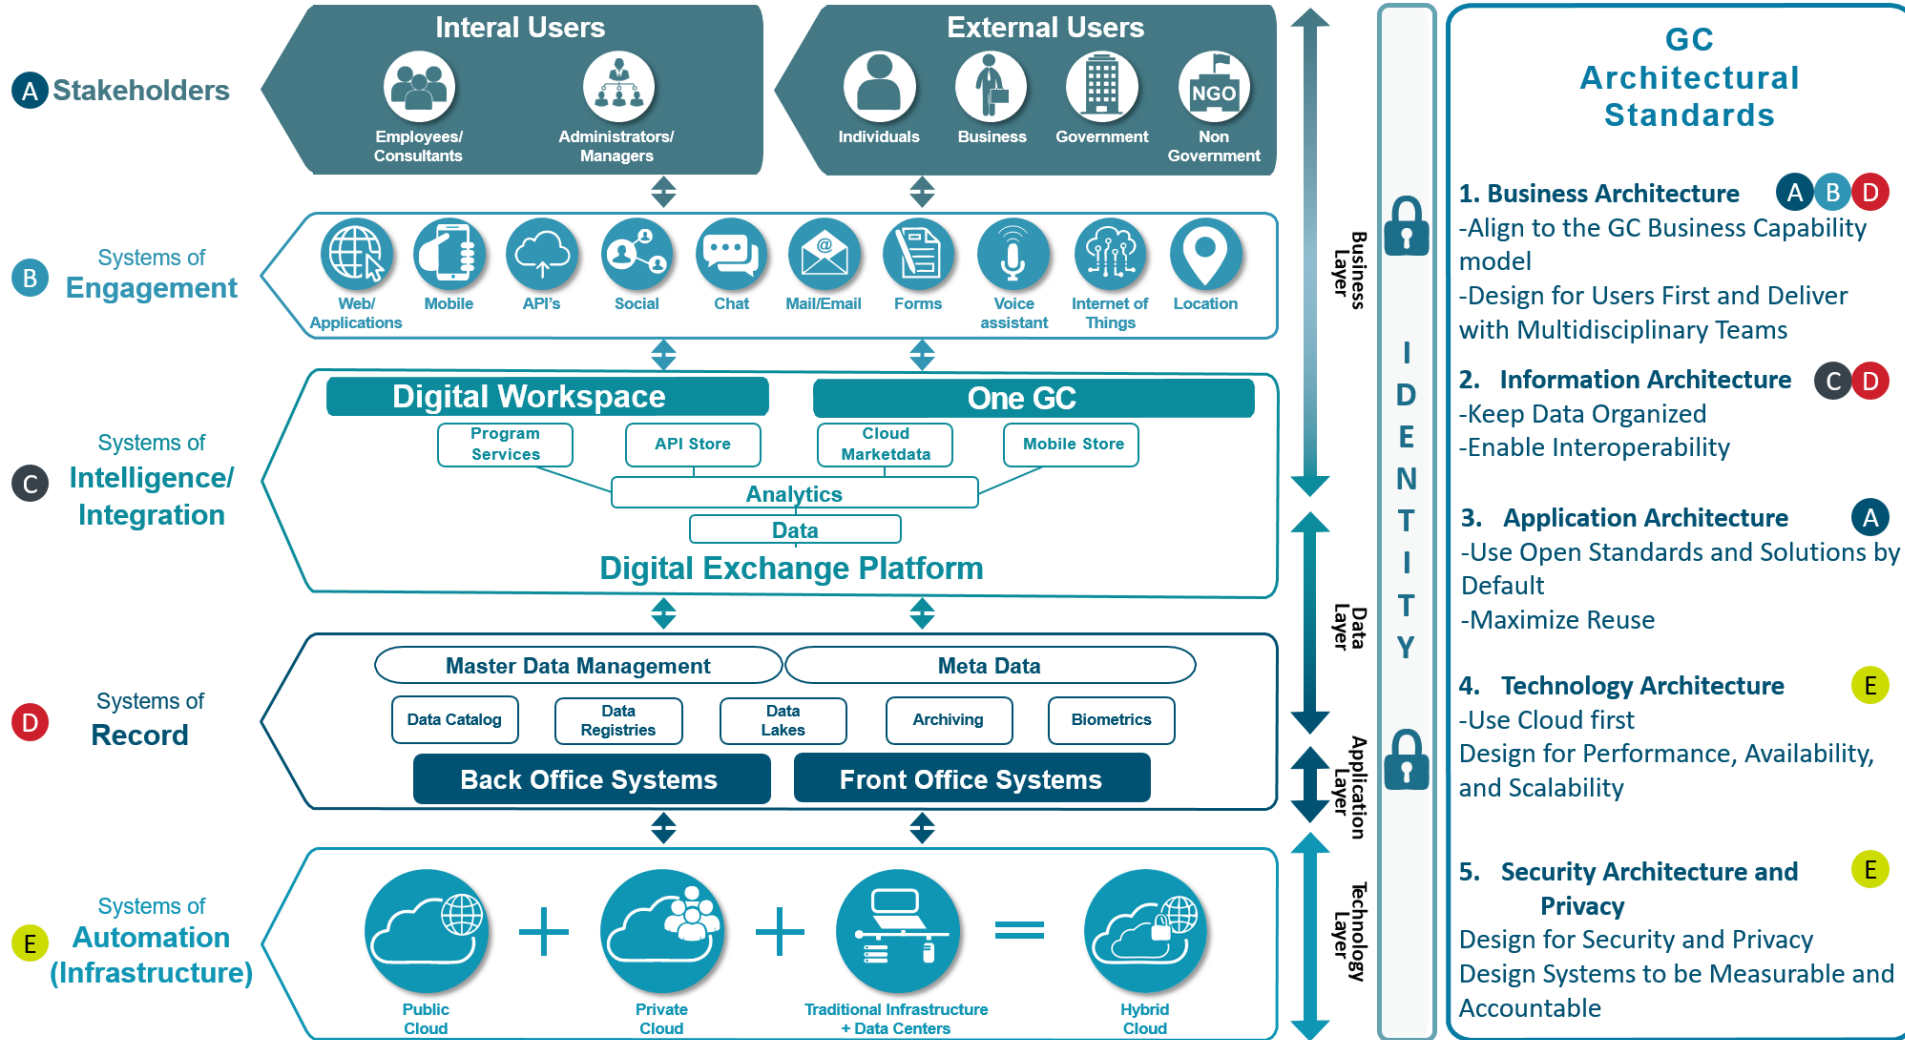 A Stakeholders
Interal Users
Employees/
Consultants
Administrators/
Managers
External Users
Individuals
Business
Government
NGO
Non
Government
B
Systems of
Engagement
Web/
Applications
Mobile
API's
Social
Chat
@
Mail/Email
Forms
Voice
assistant
Internet of
Things
Location
C
Systems of
Intelligence/
Integration
Digital Workspace
One GC
Program
Services
API Store
Cloud
Marketdata
Mobile Store
Analytics
Data
Digital Exchange Platform
D
Systems of
Record
Master Data Management
Meta Data
Data Catalog
Data
Registries
Data
Lakes
Archiving
Biometrics
Back Office Systems
Front Office Systems
E
Systems of
Automation
(Infrastructure)
Public
Cloud
Private
Cloud
Traditional Infrastructure
+ Data Centers
Hybrid
Cloud
+
+
=
Business
Layer
Data
Layer
Application
Layer
Technology
Layer
IDENTITY
GC
Architectural
Standards
1. Business Architecture A B D
-Align to the GC Business Capability
model
-Design for Users First and Deliver
with Multidisciplinary Teams
2. Information Architecture C D
-Keep Data Organized
-Enable Interoperability
3. Application Architecture A
-Use Open Standards and Solutions by
Default
-Maximize Reuse
4. Technology Architecture E
-Use Cloud first
Design for Performance, Availability,
and Scalability
5. Security Architecture and E
Privacy
Design for Security and Privacy
Design Systems to be Measurable and
Accountable